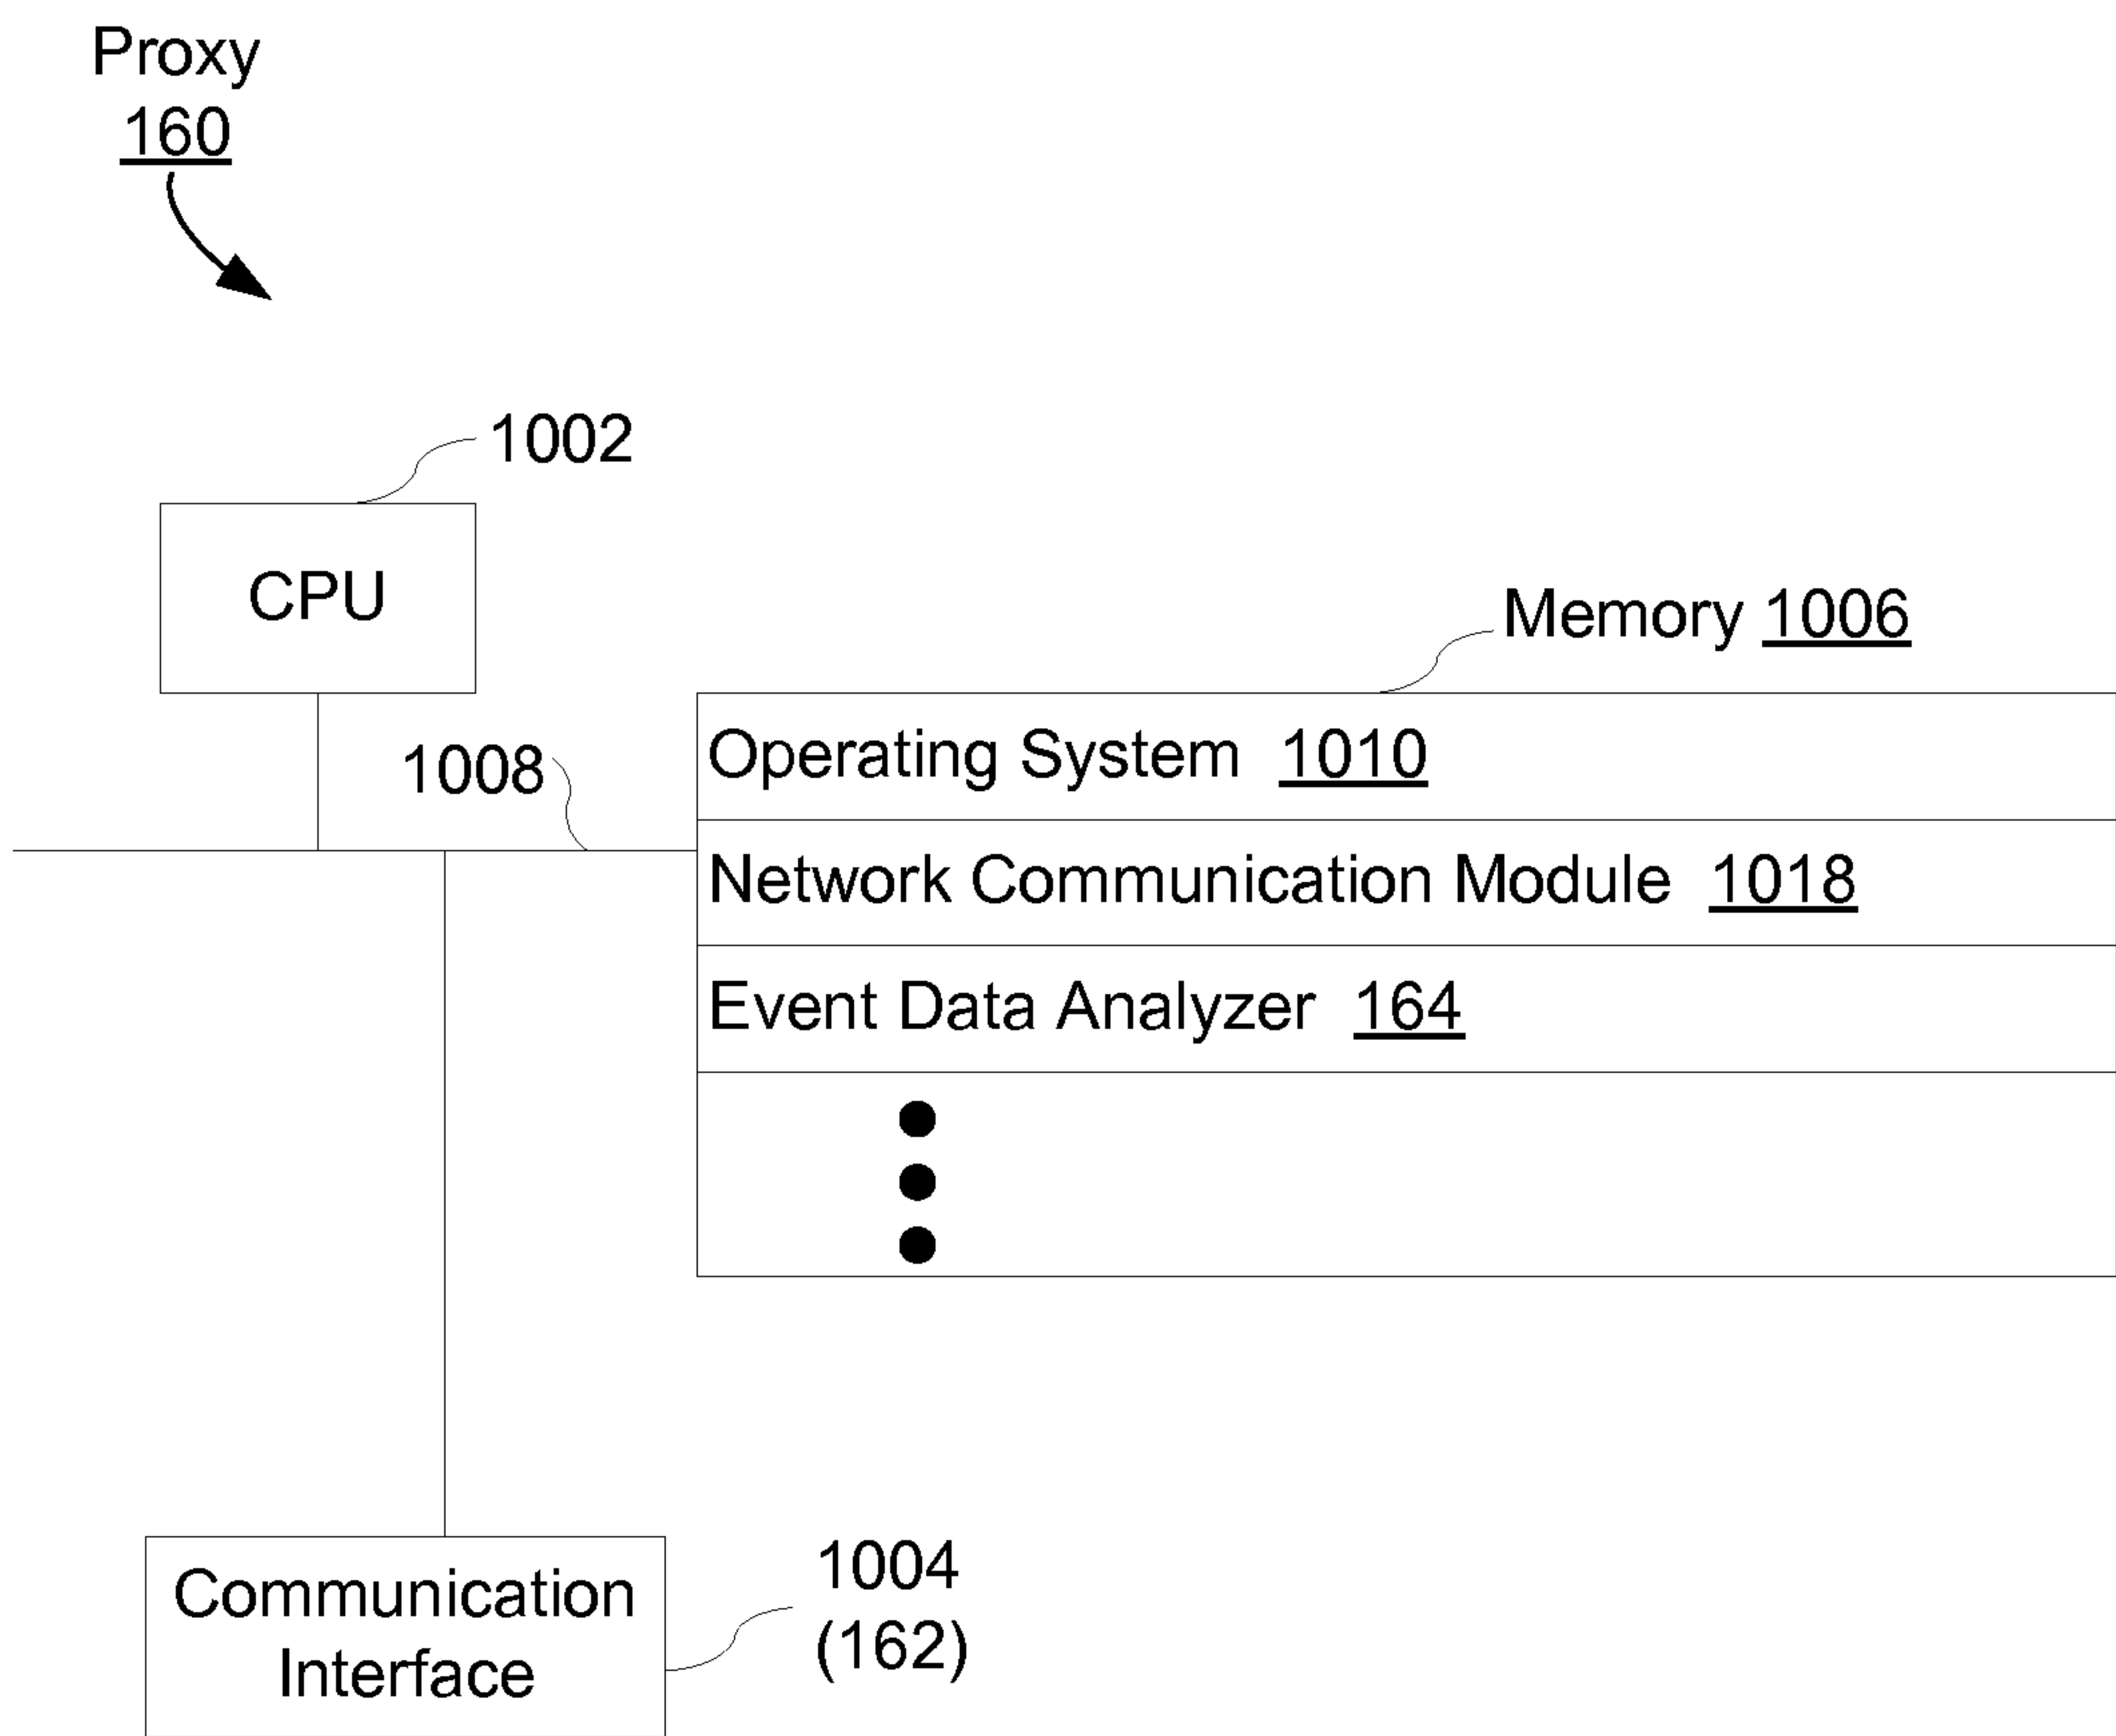 Proxy
160
1002
CPU
Memory 1006
1008
Operating System 1010
Network Communication Module 1018
Event Data Analyzer 164
Communication
Interface
1004
(162)